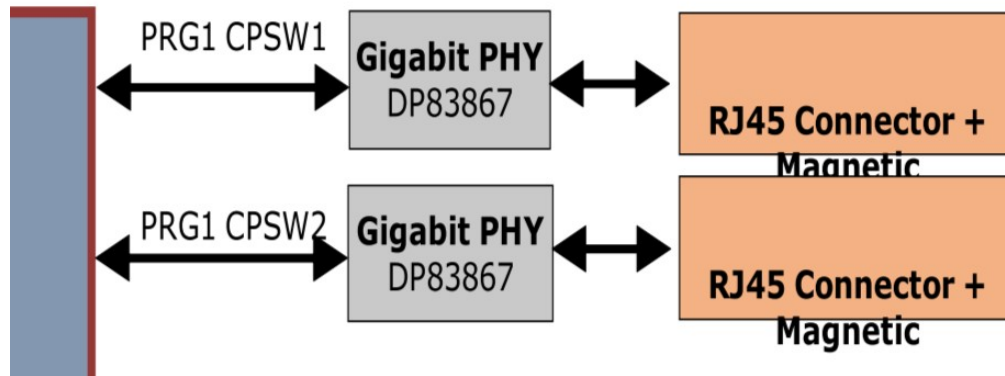 PRG1 CPSW1
Gigabit PHY
DP83867
RJ45 Connector +
Magnetic
PRG1 CPSW2
Gigabit PHY
DP83867
RJ45 Connector +
Magnetic